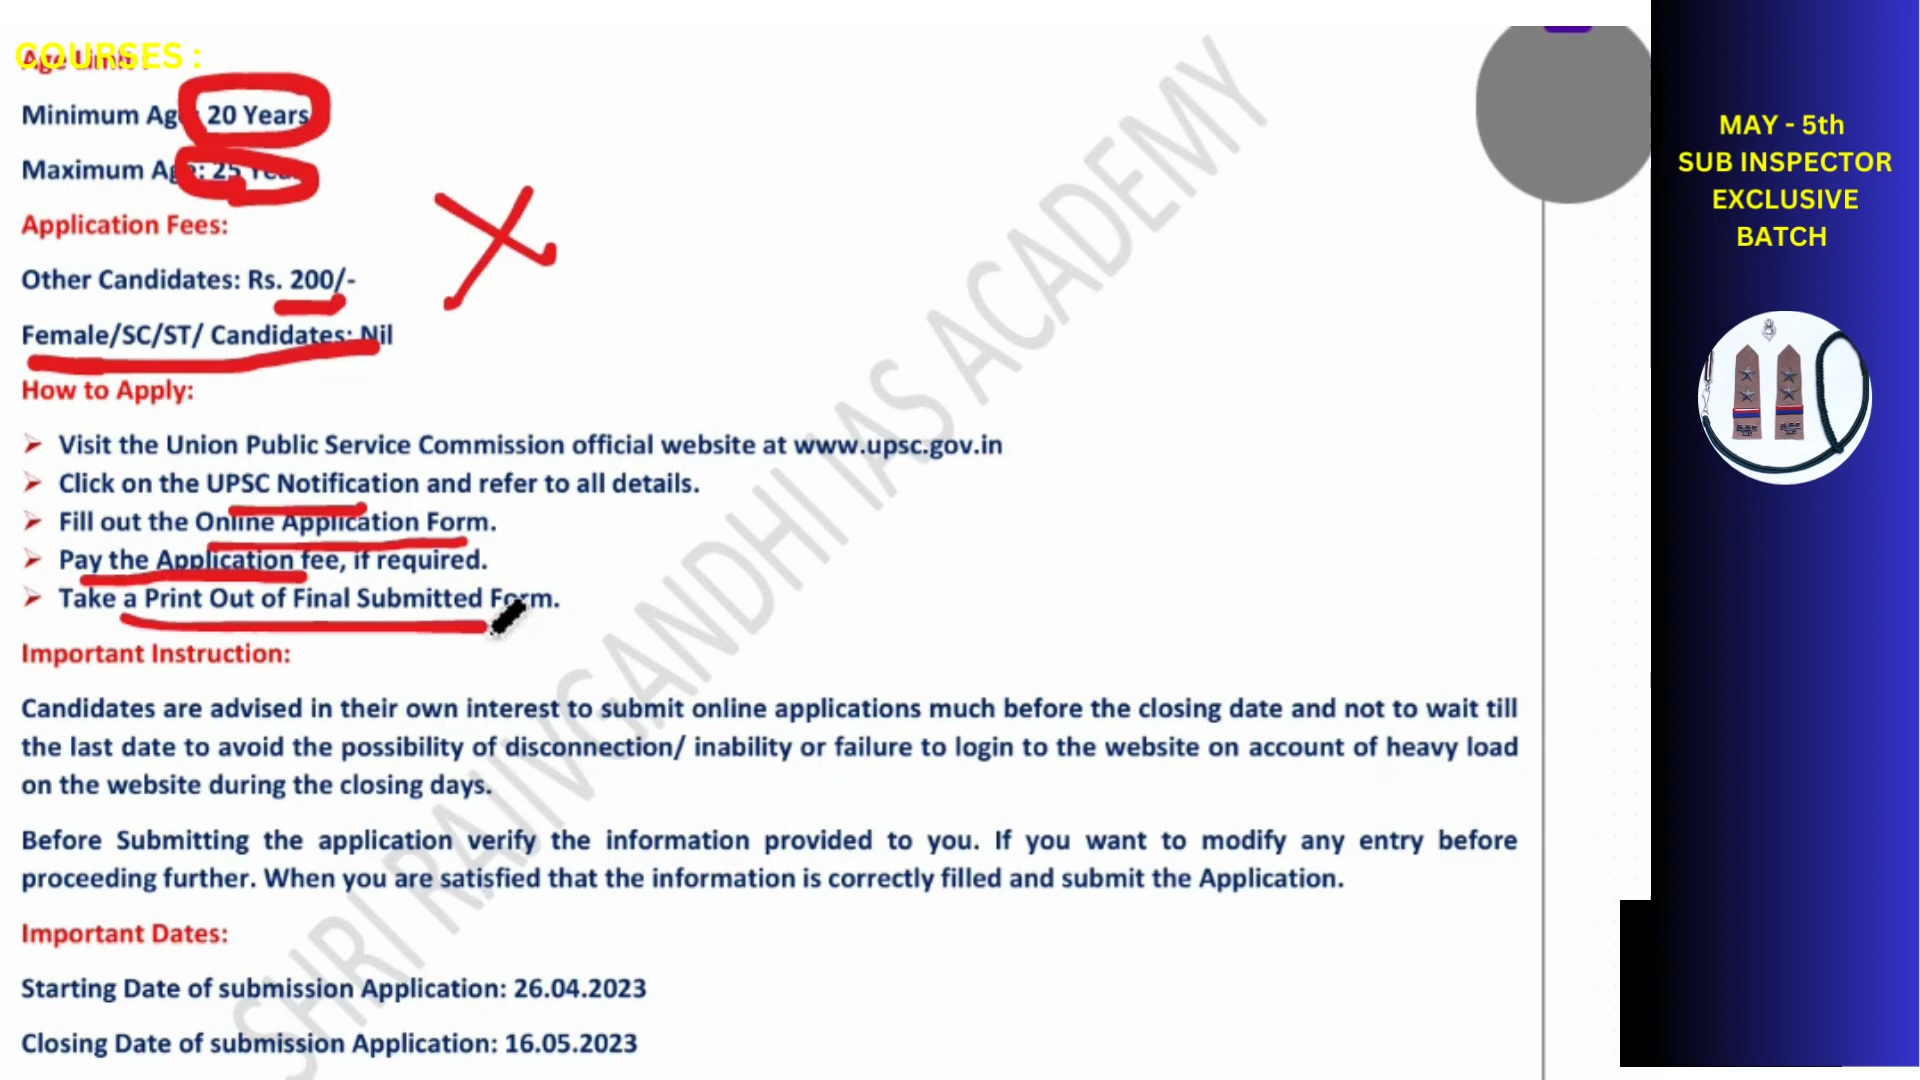 COURSES :
Age Limit :
Minimum Age: 20 Years
Maximum Age: 25 Years
Application Fees:
Other Candidates: Rs. 200/-
Female/SC/ST/ Candidates: Nil
How to Apply:
Visit the Union Public Service Commission official website at www.upsc.gov.in
Click on the UPSC Notification and refer to all details.
Fill out the Online Application Form.
Pay the Application fee, if required.
Take a Print Out of Final Submitted Form.
Important Instruction:
Candidates are advised in their own interest to submit online applications much before the closing date and not to wait till
the last date to avoid the possibility of disconnection/ inability or failure to login to the website on account of heavy load
on the website during the closing days.
Before Submitting the application verify the information provided to you. If you want to modify any entry before
proceeding further. When you are satisfied that the information is correctly filled and submit the Application.
Important Dates:
Starting Date of submission Application: 26.04.2023
Closing Date of submission Application: 16.05.2023
SHRI RAJIVGANDHI IAS ACADEMY
MAY - 5th
SUB INSPECTOR
EXCLUSIVE
BATCH